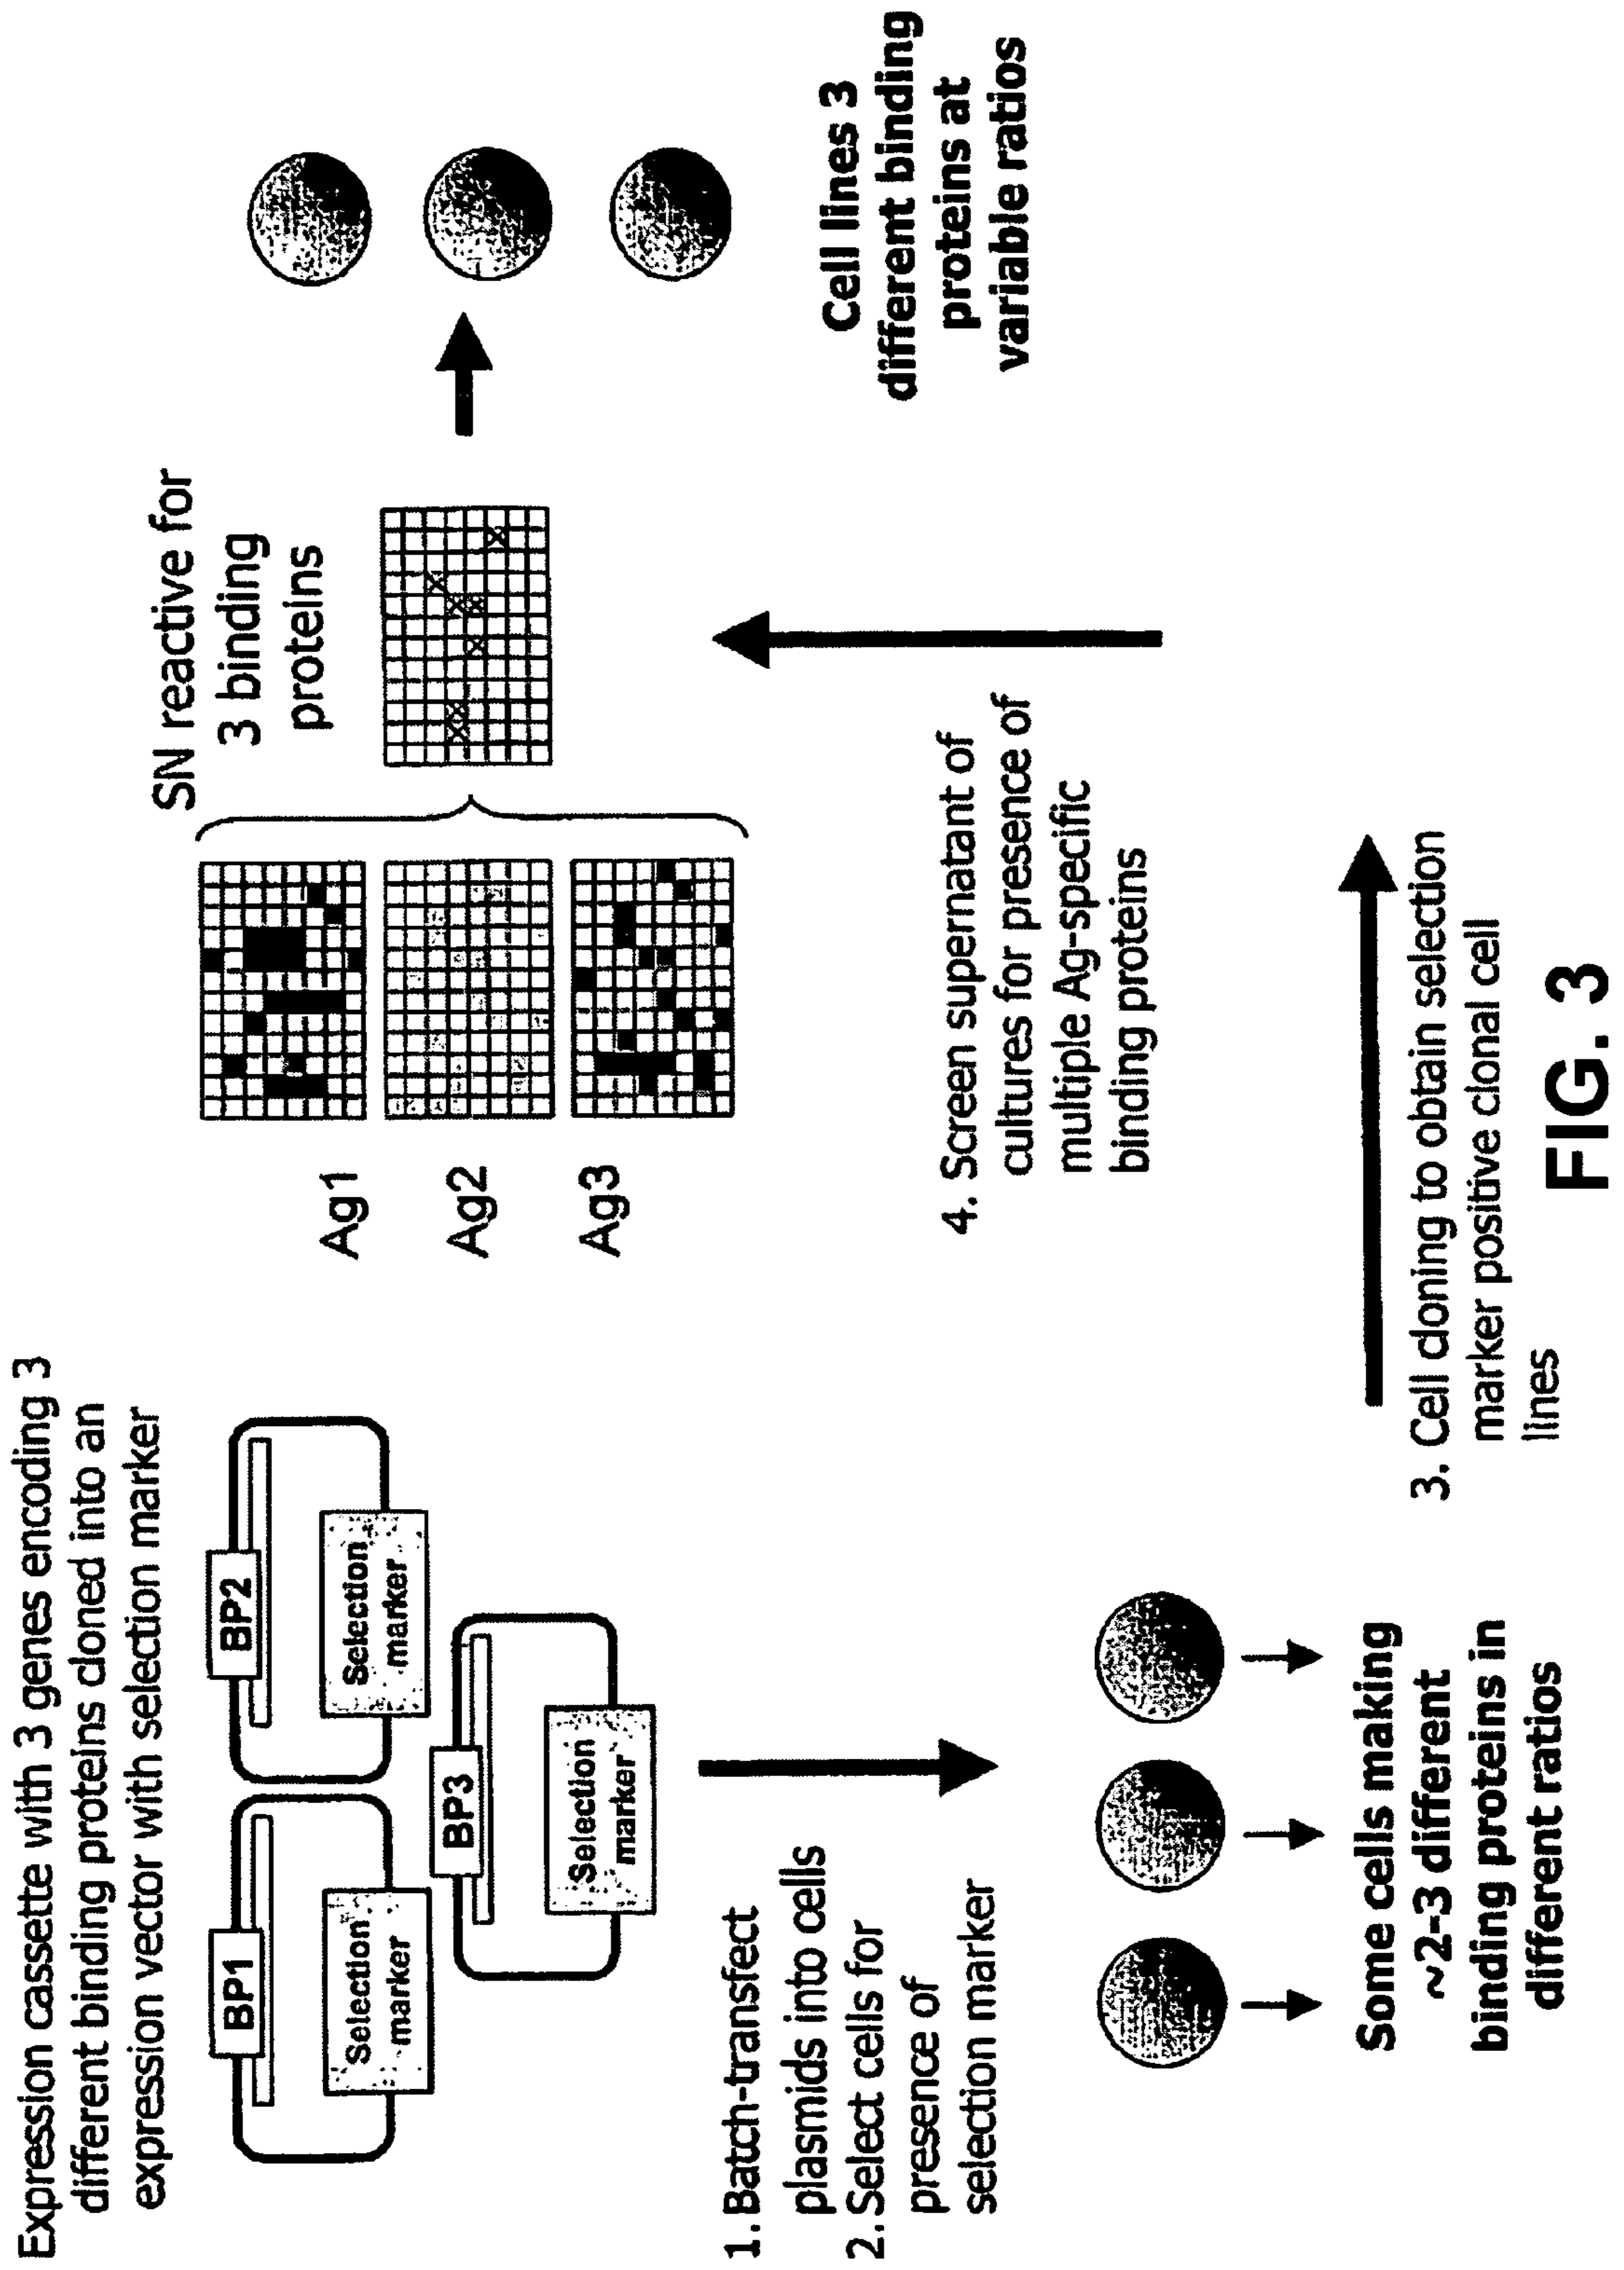 Expression cassette with 3 genes encoding 3
different binding proteins cloned into an
expression vector with selection marker
BP1
Selection
marker
BP2
Selection
marker
BP3
Selection
marker
1. Batch-transfect
plasmids into cells
2. Select cells for
presence of
selection marker
Some cells making
~2-3 different
binding proteins in
different ratios
3. Cell cloning to obtain selection
marker positive clonal cell
lines
4. Screen supernatant of
cultures for presence of
multiple Ag-specific
binding proteins
Ag1
Ag2
Ag3
SN reactive for
3 binding
proteins
Cell lines 3
different binding
proteins at
variable ratios
FIG. 3